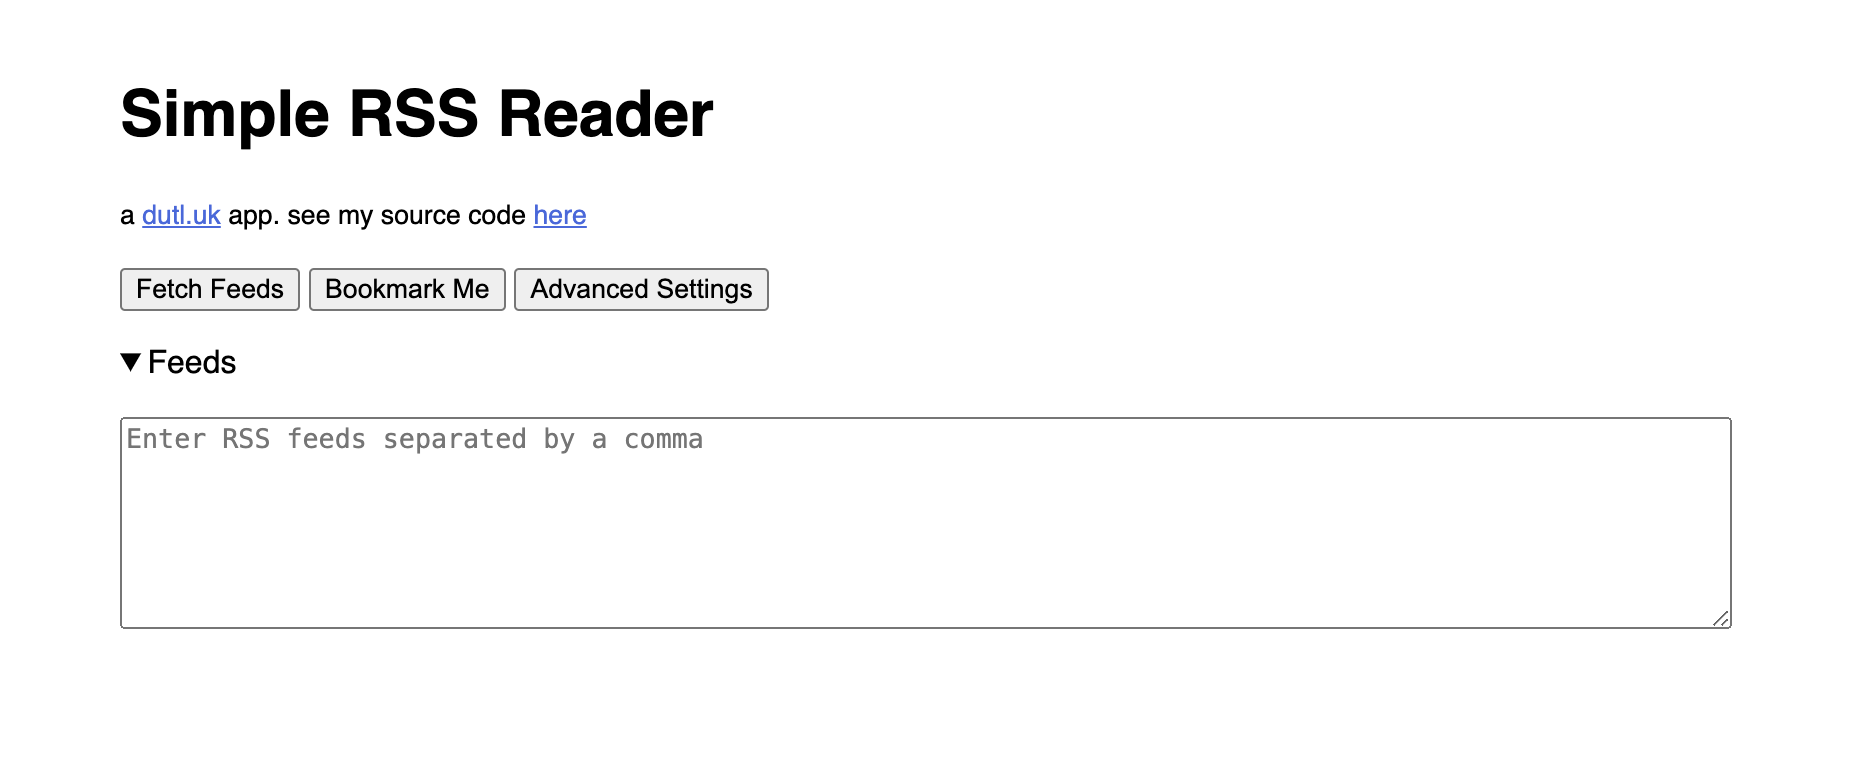 Simple RSS Reader
a dutl.uk app. see my source code here
Fetch Feeds Bookmark Me Advanced Settings
▼ Feeds
Enter RSS feeds separated by a comma